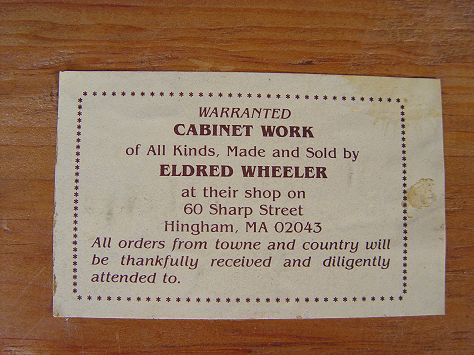 WARRANTED
CABINET WORK
of All Kinds, Made and Sold by
ELDRED WHEELER
at their shop on
60 Sharp Street
Hingham, MA 02043
All orders from towne and country will
be thankfully received and diligently
attended to.